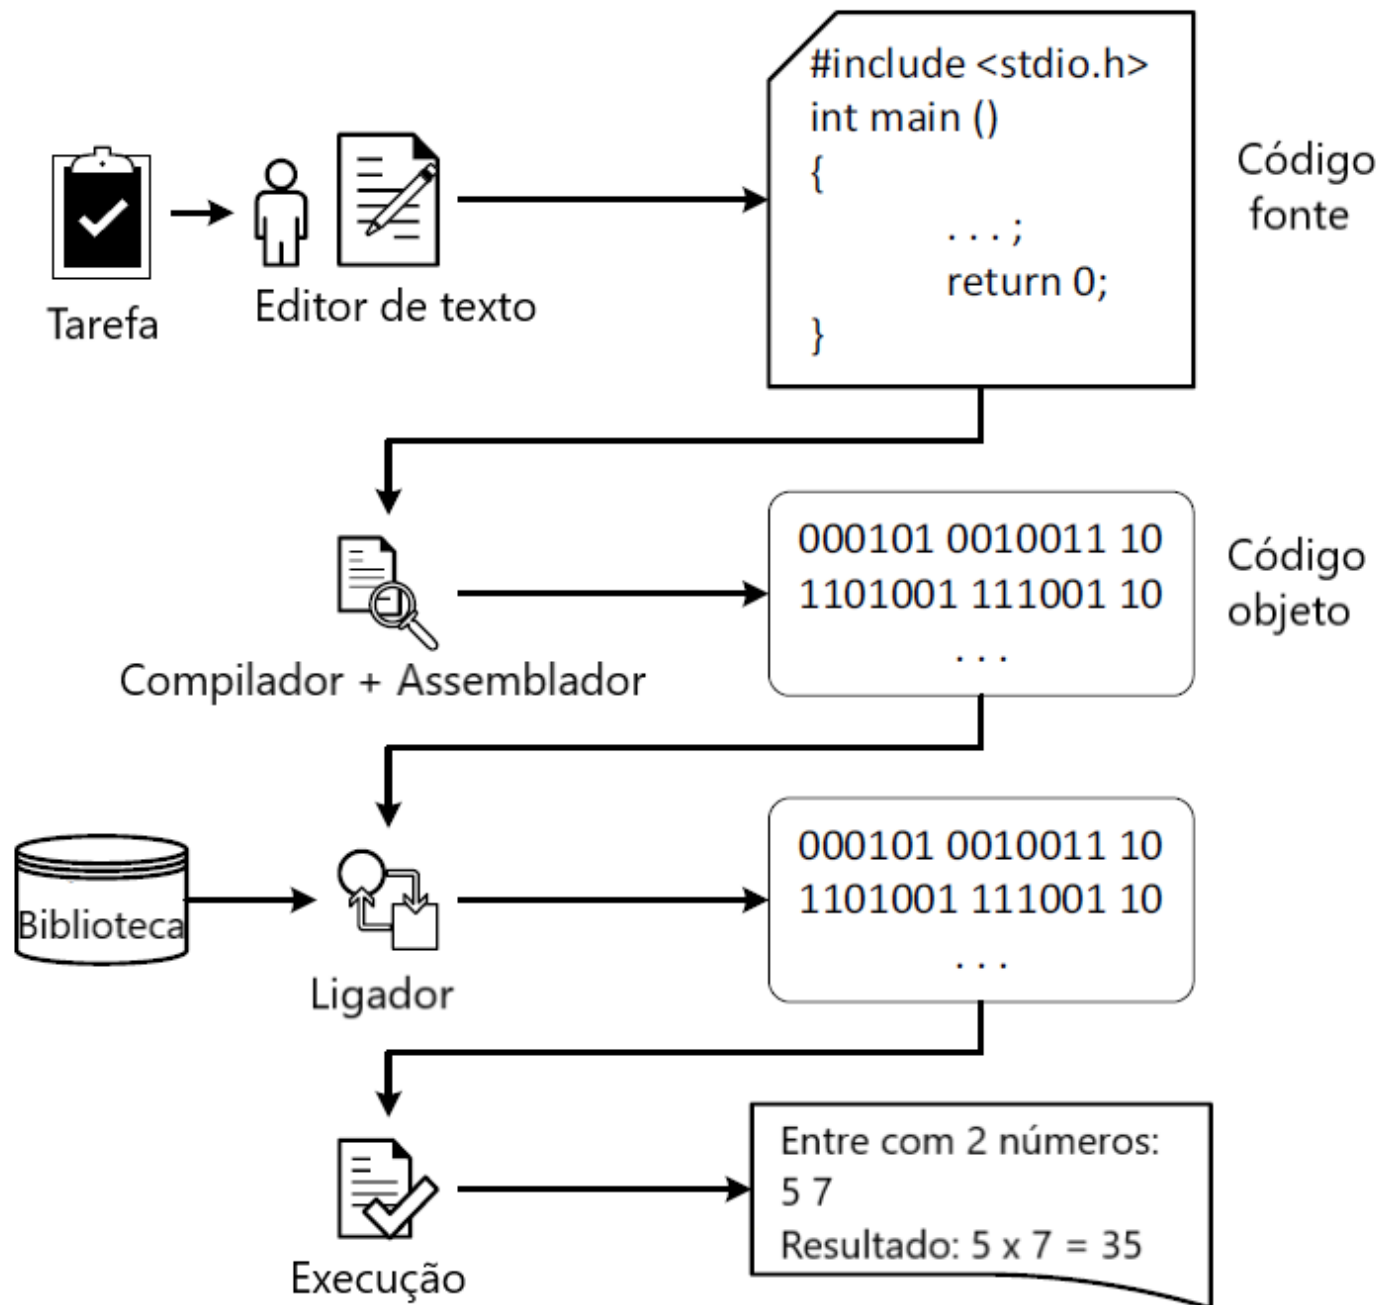 #include <stdio.h>
int main ()
{
. . . ;
return 0;
}
Código
fonte
Tarefa
Editor de texto
000101 0010011 10
1101001 111001 10
. . .
Código
objeto
Compilador + Assemblador
000101 0010011 10
1101001 111001 10
. . .
Biblioteca
Ligador
Entre com 2 números:
5 7
Resultado: 5 x 7 = 35
Execução